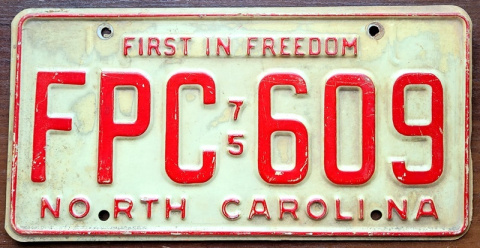 FIRST IN FREEDOM
FPC 75 609
NORTH CAROLINA